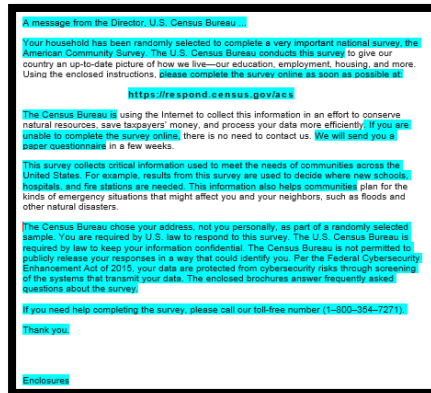 A message from the Director, U.S. Census Bureau ...
Your household has been randomly selected to complete a very important national survey, the
American Community Survey. The U.S. Census Bureau conducts this survey to give our
country an up-to-date picture of how we live—our education, employment, housing, and more.
Using the enclosed instructions, please complete the survey online as soon as possible at:
https://respond.census.gov/acs
The Census Bureau is using the Internet to collect this information in an effort to conserve
natural resources, save taxpayers' money, and process your data more efficiently. If you are
unable to complete the survey online, there is no need to contact us. We will send you a
paper questionnaire in a few weeks.
This survey collects critical information used to meet the needs of communities across the
United States. For example, results from this survey are used to decide where new schools,
hospitals, and fire stations are needed. This information also helps communities plan for the
kinds of emergency situations that might affect you and your neighbors, such as floods and
other natural disasters.
The Census Bureau chose your address, not you personally, as part of a randomly selected
sample. You are required by U.S. law to respond to this survey. The U.S. Census Bureau is
required by law to keep your information confidential. The Census Bureau is not permitted to
publicly release your responses in a way that could identify you. Per the Federal Cybersecurity
Enhancement Act of 2015, your data are protected from cybersecurity risks through screening
of the systems that transmit your data. The enclosed brochures answer frequently asked
questions about the survey.
If you need help completing the survey, please call our toll-free number (1–800–354–7271).
Thank you.
Enclosures